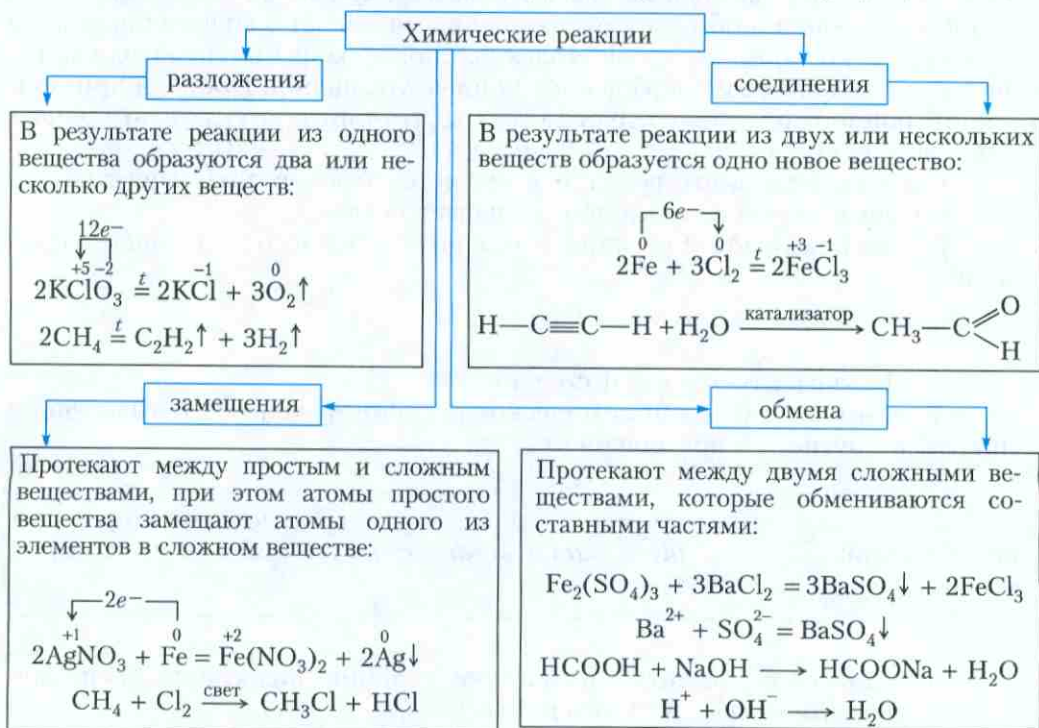 Химические реакции
разложения
В результате реакции из одного
вещества образуются два или не-
сколько других веществ:
12e⁻
+5 −2 −1 0
2KClO₃ =ᵗ 2KCl + 3O₂↑
2CH₄ =ᵗ C₂H₂↑ + 3H₂↑
соединения
В результате реакции из двух или нескольких
веществ образуется одно новое вещество:
6e⁻
0 0 +3 −1
2Fe + 3Cl₂ =ᵗ 2FeCl₃
H—C≡C—H + H₂O катализатор→ CH₃—C=O
H
замещения
Протекают между простым и сложным
веществами, при этом атомы простого
вещества замещают атомы одного из
элементов в сложном веществе:
2e⁻
+1 0 +2 0
2AgNO₃ + Fe = Fe(NO₃)₂ + 2Ag↓
CH₄ + Cl₂ свет→ CH₃Cl + HCl
обмена
Протекают между двумя сложными ве-
ществами, которые обмениваются со-
ставными частями:
Fe₂(SO₄)₃ + 3BaCl₂ = 3BaSO₄↓ + 2FeCl₃
Ba²⁺ + SO₄²⁻ = BaSO₄↓
HCOOH + NaOH → HCOONa + H₂O
H⁺ + OH⁻ → H₂O